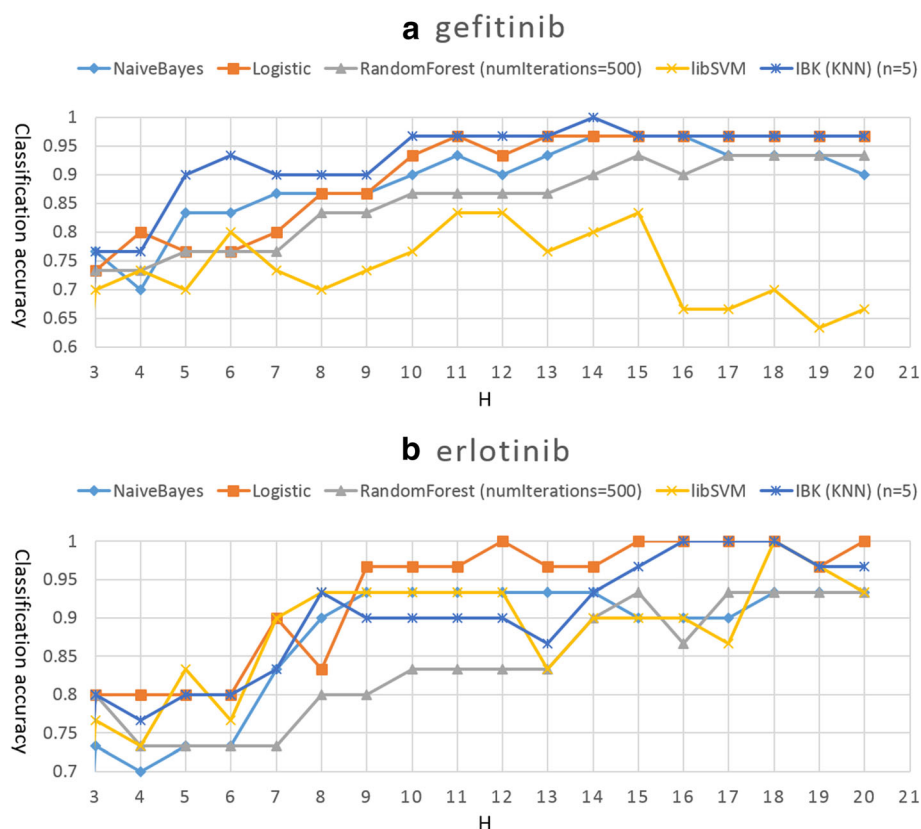 a gefitinib
NaiveBayes Logistic RandomForest (numIterations=500) libSVM IBK (KNN) (n=5)
Classification accuracy
1
0.95
0.9
0.85
0.8
0.75
0.7
0.65
0.6
3 4 5 6 7 8 9 10 11 12 13 14 15 16 17 18 19 20 21
H
b erlotinib
NaiveBayes Logistic RandomForest (numIterations=500) libSVM IBK (KNN) (n=5)
Classification accuracy
1
0.95
0.9
0.85
0.8
0.75
0.7
3 4 5 6 7 8 9 10 11 12 13 14 15 16 17 18 19 20 21
H